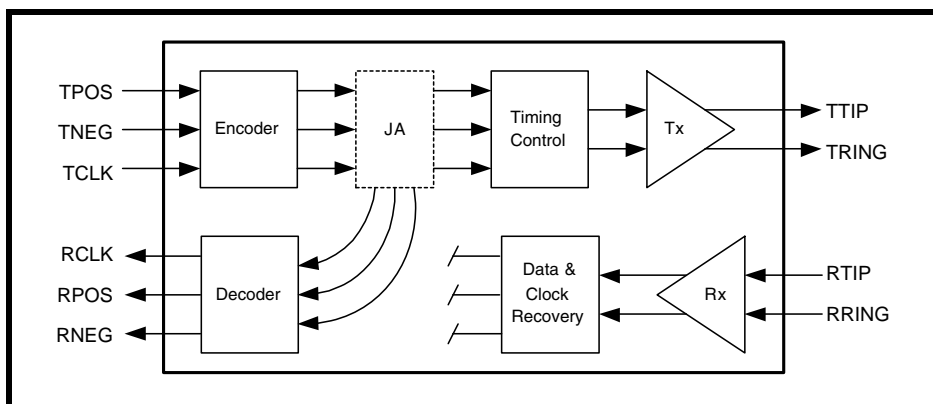 TPOS
TNEG
TCLK
Encoder
JA
Timing
Control
Tx
TTIP
TRING
RCLK
RPOS
RNEG
Decoder
Data &
Clock
Recovery
Rx
RTIP
RRING